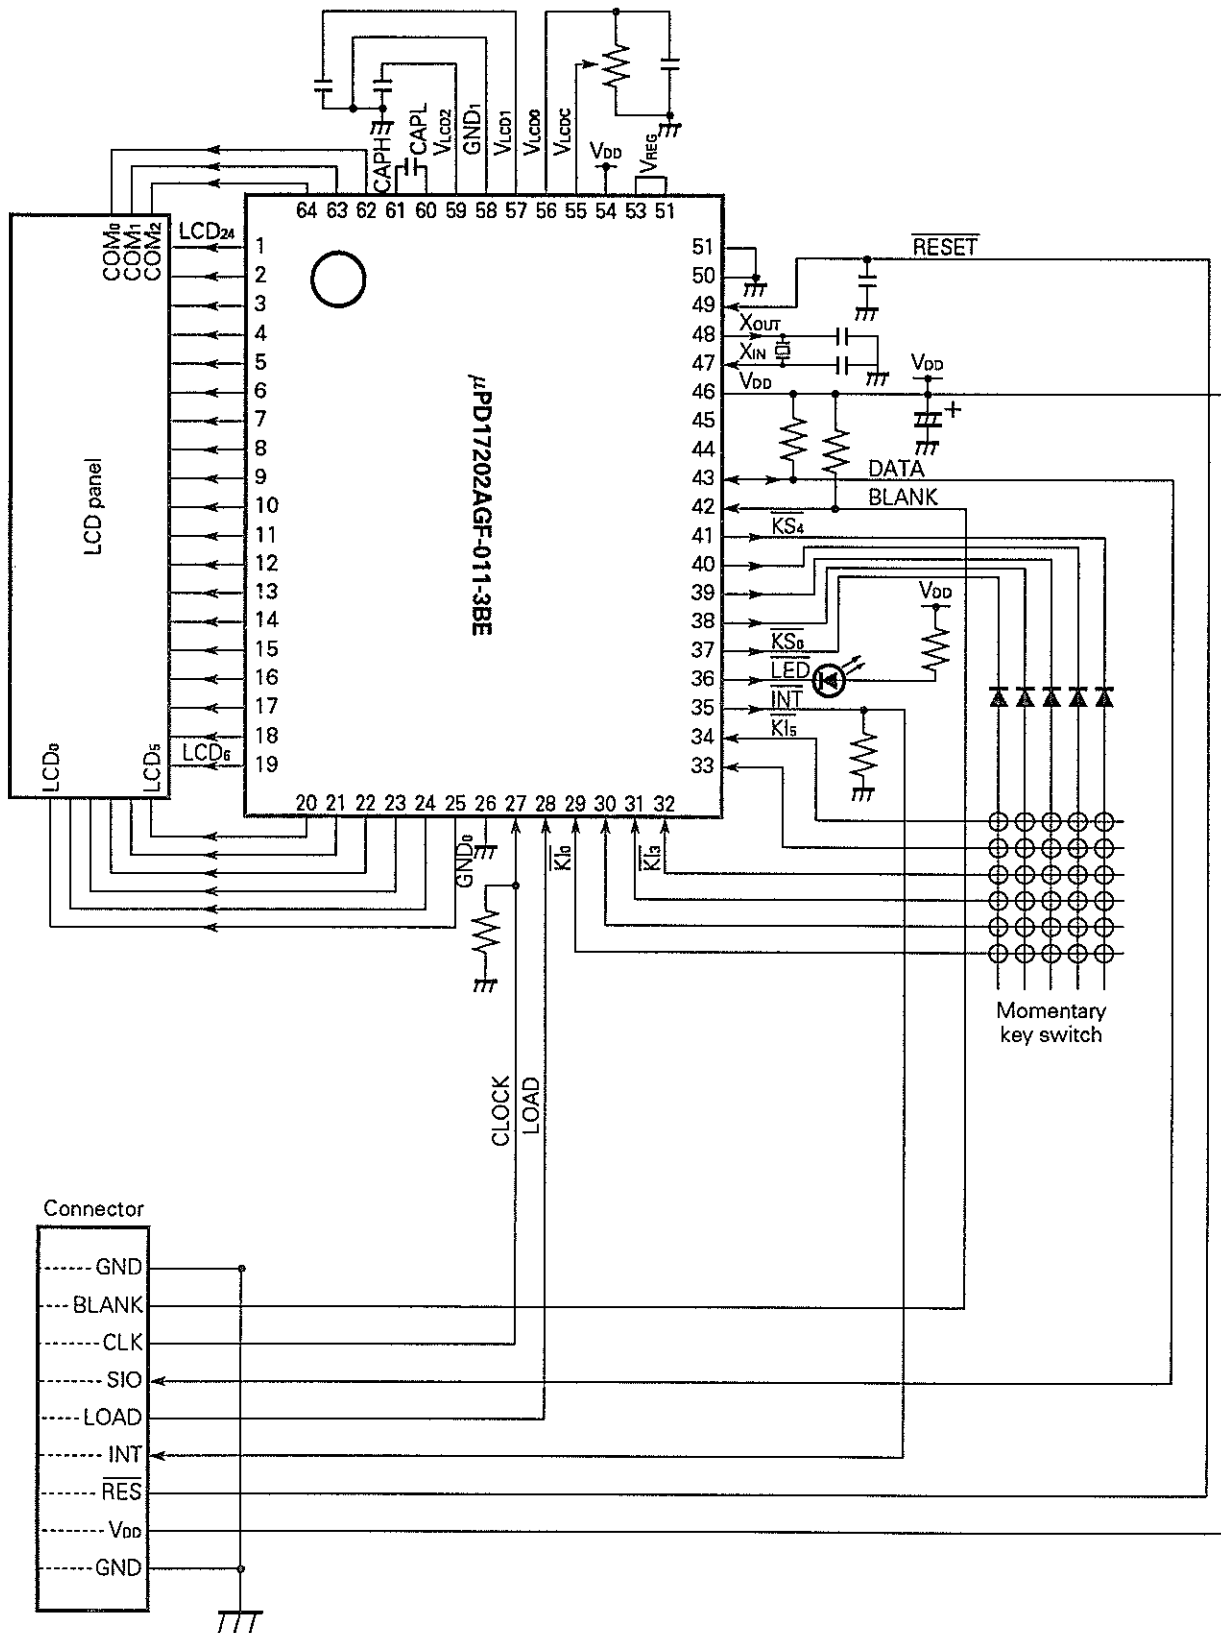 CAPH
CAPL
VLCD2
GND1
VLCD1
VLCD0
VLCDC
VDD
VREG
64 63 62 61 60 59 58 57 56 55 54 53 51
COM0
COM1
COM2
LCD24
LCD panel
LCD0
LCD5
LCD6
1
2
3
4
5
6
7
8
9
10
11
12
13
14
15
16
17
18
19
μPD17202AGF-011-3BE
51
50
49
48
47
46
45
44
43
42
41
40
39
38
37
36
35
34
33
RESET
XOUT
XIN
VDD
VDD
+
DATA
BLANK
KS4
VDD
KS0
LED
INT
KI5
20 21 22 23 24 25 26 27 28 29 30 31 32
GND0
KI0
KI3
Momentary
key switch
CLOCK
LOAD
Connector
GND
BLANK
CLK
SIO
LOAD
INT
RES
VDD
GND